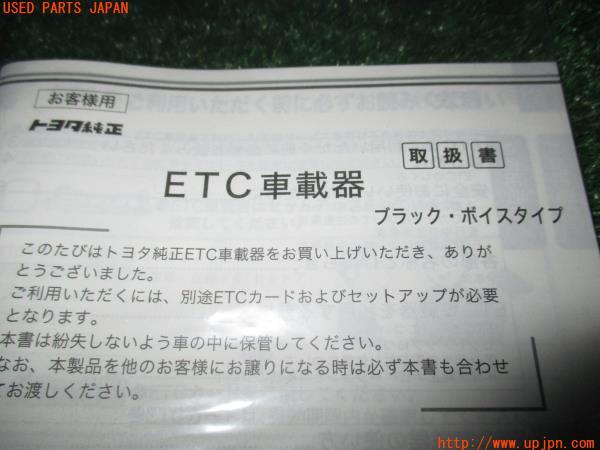 USED PARTS JAPAN
お客様用
トヨタ純正
取扱書
ETC車載器
ブラック・ボイスタイプ
このたびはトヨタ純正ETC車載器をお買い上げいただき、ありが
とうございました。
ご利用いただくには、別途ETCカードおよびセットアップが必要
となります。
本書は紛失しないよう車の中に保管してください。
なお、本製品を他のお客様にお譲りになる時は必ず本書も合わせ
てお渡しください。
http://www.upjpn.com/